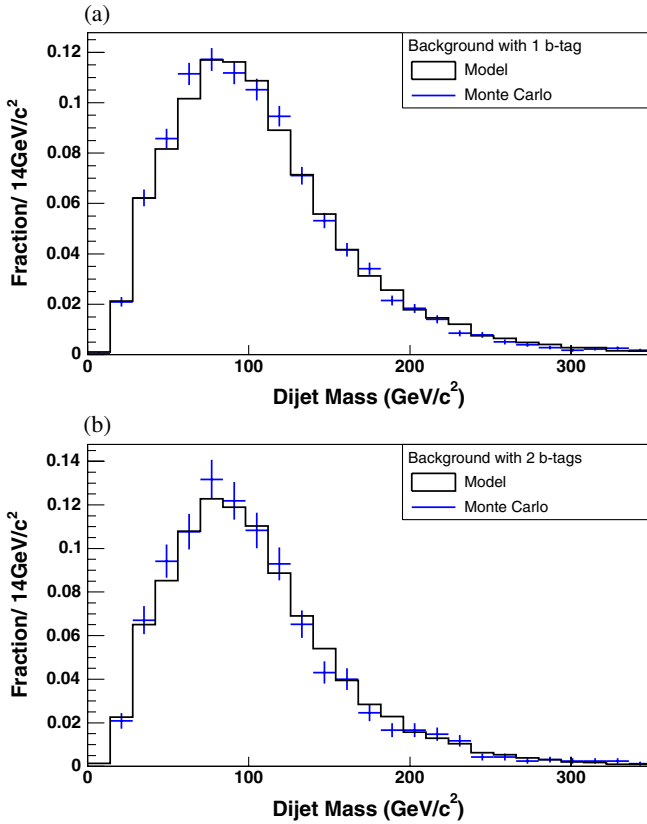 (a)
Background with 1 b-tag
Model
Monte Carlo
Fraction/ 14GeV/c²
0.12
0.1
0.08
0.06
0.04
0.02
0
0 100 200 300
Dijet Mass (GeV/c²)
(b)
Background with 2 b-tags
Model
Monte Carlo
Fraction/ 14GeV/c²
0.14
0.12
0.1
0.08
0.06
0.04
0.02
0
0 100 200 300
Dijet Mass (GeV/c²)